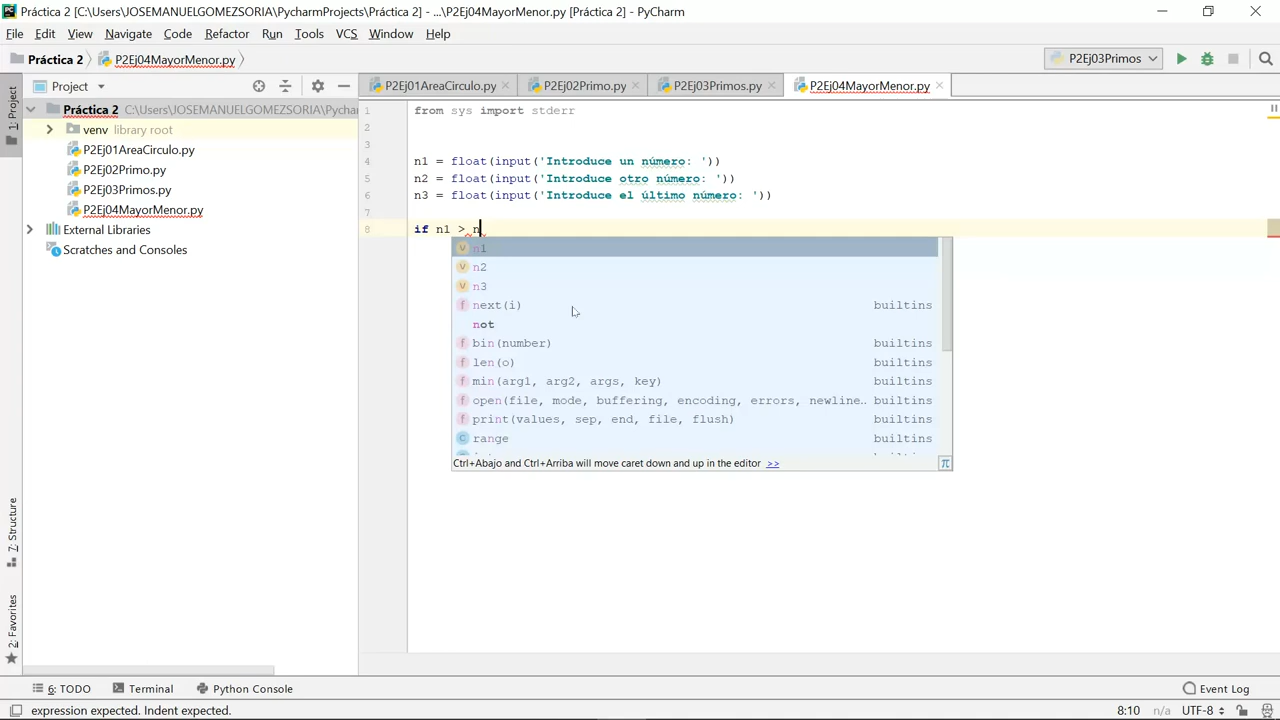 Práctica 2 [C:\Users\JOSEMANUELGOMEZSORIA\PycharmProjects\Práctica 2] - ...\P2Ej04MayorMenor.py [Práctica 2] - PyCharm
File Edit View Navigate Code Refactor Run Tools VCS Window Help
Práctica 2 P2Ej04MayorMenor.py P2Ej03Primos
Project P2Ej01AreaCirculo.py P2Ej02Primo.py P2Ej03Primos.py P2Ej04MayorMenor.py
1: Project
Práctica 2 C:\Users\JOSEMANUELGOMEZSORIA\Pychar
venv library root
P2Ej01AreaCirculo.py
P2Ej02Primo.py
P2Ej03Primos.py
P2Ej04MayorMenor.py
External Libraries
Scratches and Consoles
7: Structure
2: Favorites
1 from sys import stderr
2
3
4 n1 = float(input('Introduce un número: '))
5 n2 = float(input('Introduce otro número: '))
6 n3 = float(input('Introduce el último número: '))
7
8 if n1 > n
V n1
V n2
V n3
f next(i) builtins
not
f bin(number) builtins
f len(o) builtins
f min(arg1, arg2, args, key) builtins
f open(file, mode, buffering, encoding, errors, newline.. builtins
f print(values, sep, end, file, flush) builtins
C range builtins
Ctrl+Abajo and Ctrl+Arriba will move caret down and up in the editor >> π
6: TODO Terminal Python Console Event Log
expression expected. Indent expected. 8:10 n/a UTF-8